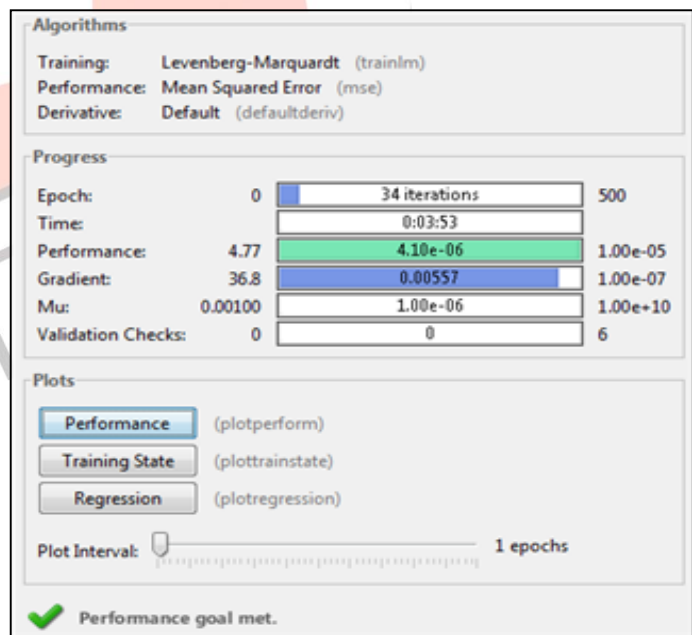 Algorithms
Training: Levenberg-Marquardt (trainlm)
Performance: Mean Squared Error (mse)
Derivative: Default (defaultderiv)
Progress
Epoch: 0 34 iterations 500
Time: 0:03:53
Performance: 4.77 4.10e-06 1.00e-05
Gradient: 36.8 0.00557 1.00e-07
Mu: 0.00100 1.00e-06 1.00e+10
Validation Checks: 0 0 6
Plots
Performance (plotperform)
Training State (plottrainstate)
Regression (plotregression)
Plot Interval: 1 epochs
Performance goal met.